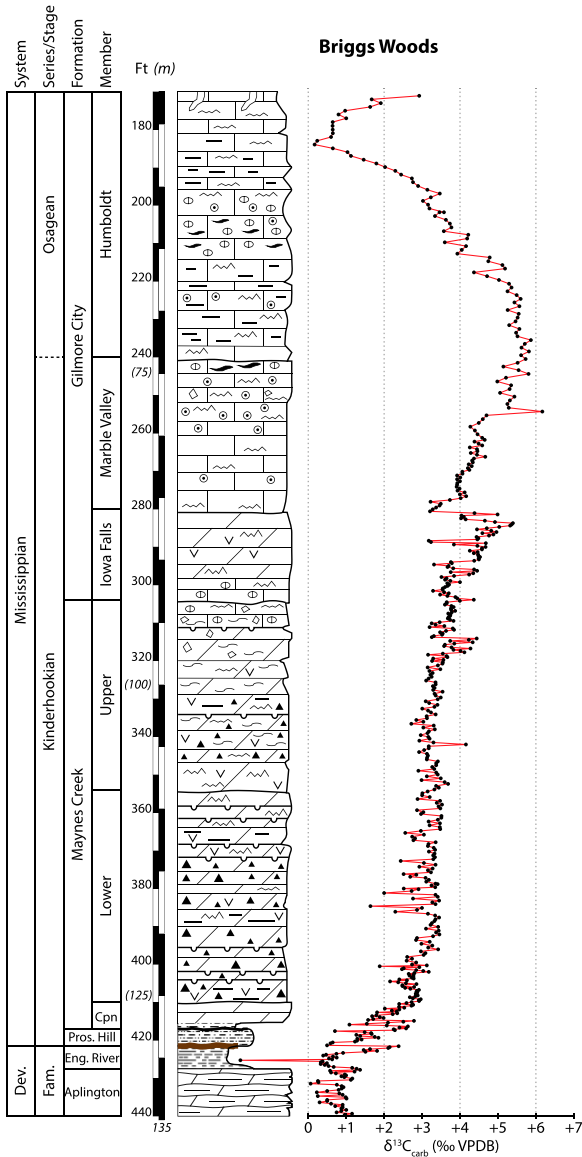 Briggs Woods
System
Series/Stage
Formation
Member
Ft (m)
Mississippian
Dev.
Osagean
Kinderhookian
Fam.
Gilmore City
Maynes Creek
Pros. Hill
Eng. River
Aplington
Humboldt
Marble Valley
Iowa Falls
Upper
Lower
Cpn
180
200
220
240
(75)
260
280
300
320
(100)
340
360
380
400
(125)
420
440
135
0
+1
+2
+3
+4
+5
+6
+7
δ13Ccarb (‰ VPDB)